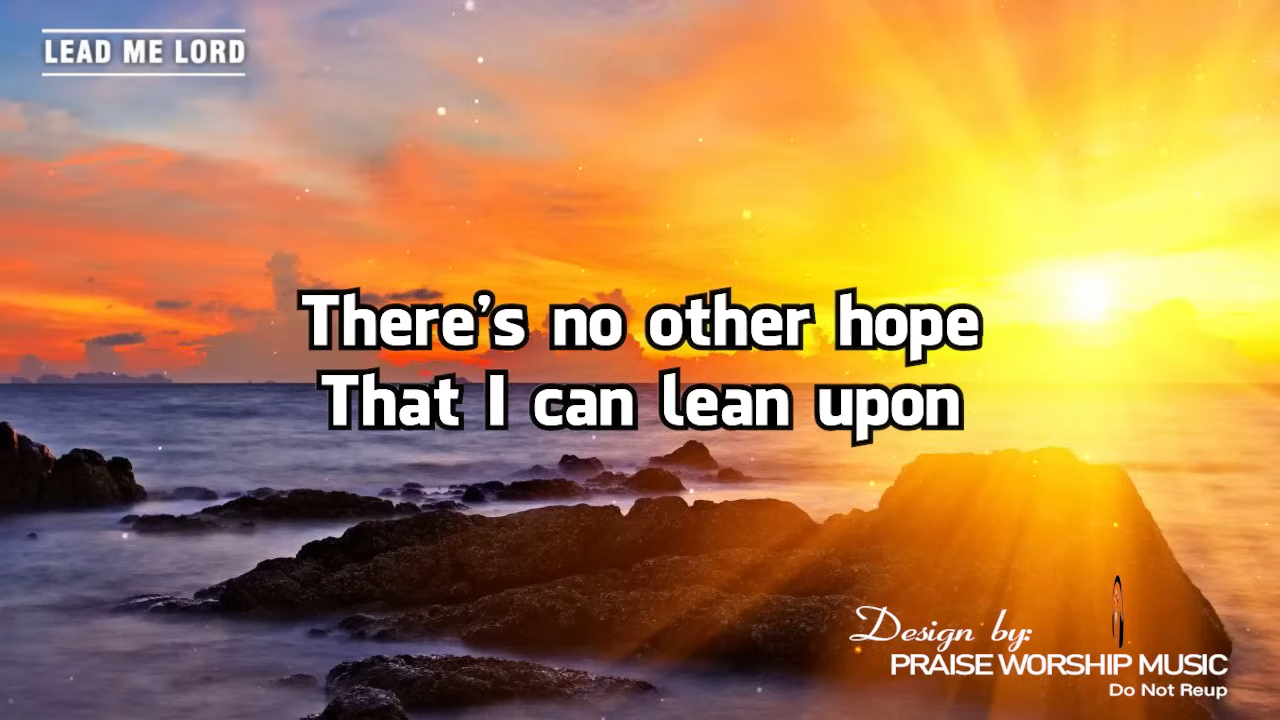 LEAD ME LORD
There's no other hope
That I can lean upon
Design by:
PRAISE WORSHIP MUSIC
Do Not Reup